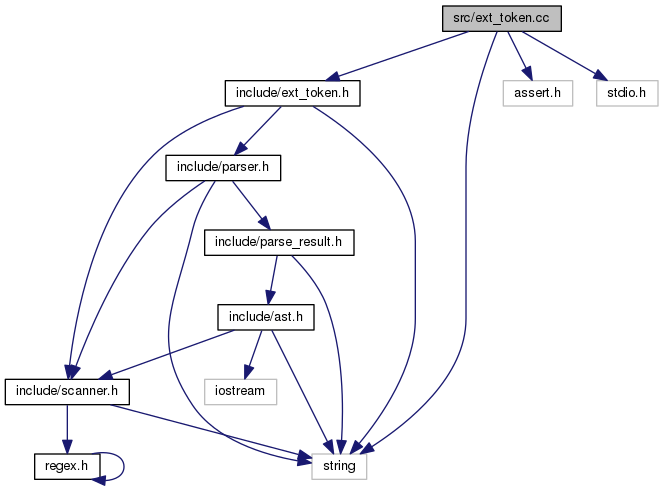 src/ext_token.cc
include/ext_token.h
assert.h
stdio.h
include/parser.h
include/parse_result.h
include/ast.h
include/scanner.h
iostream
regex.h
string